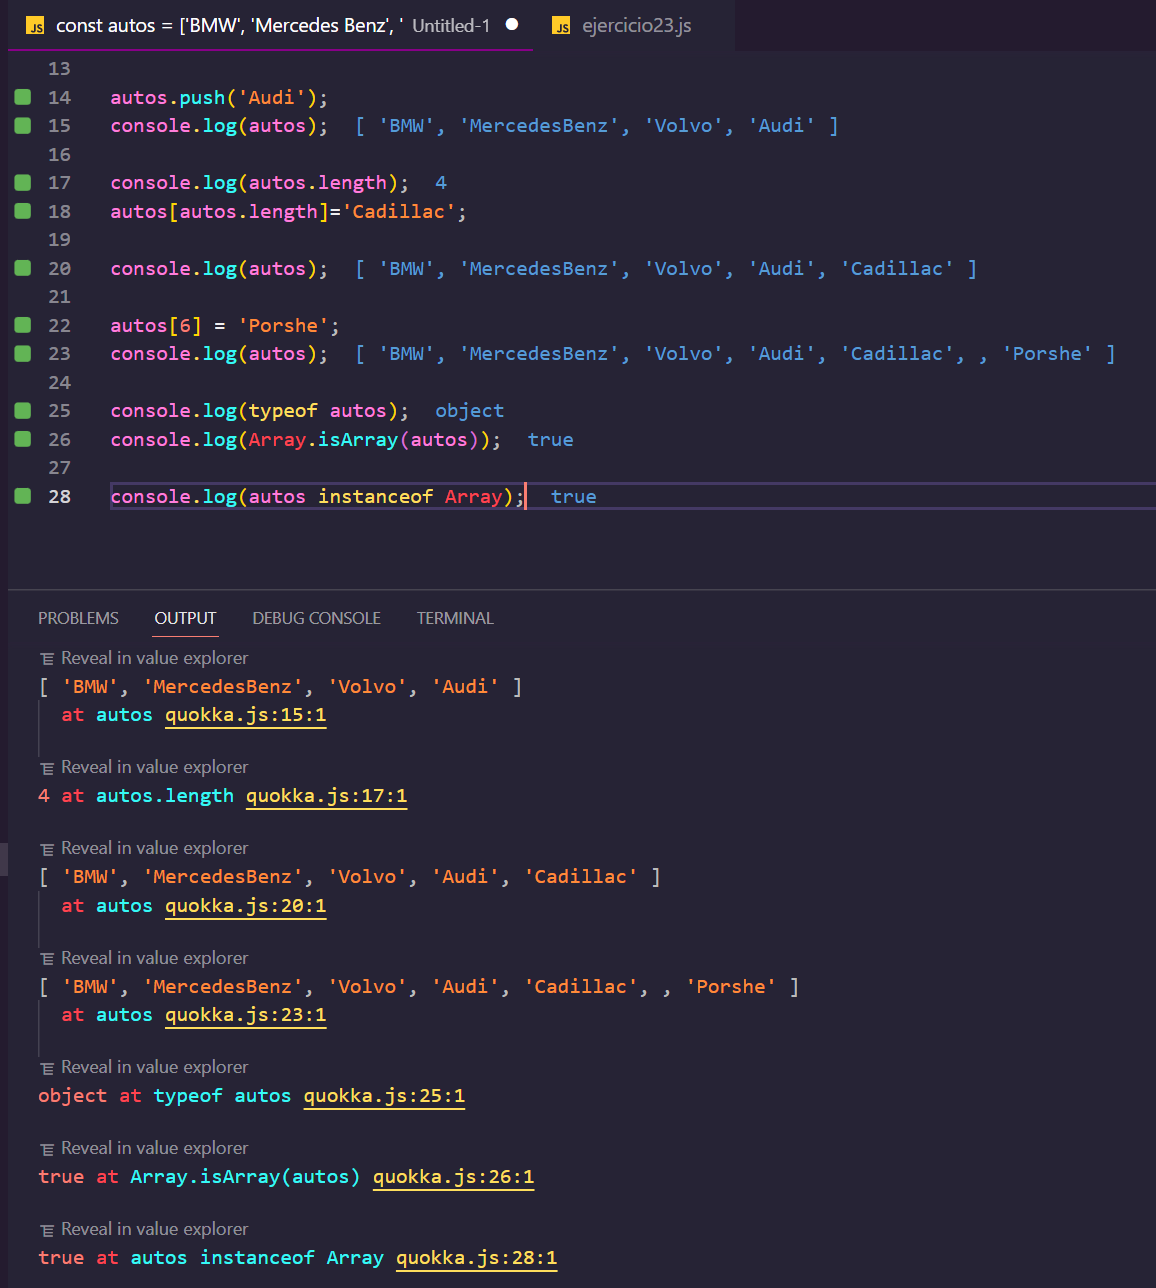 JS const autos = ['BMW', 'Mercedes Benz', ' Untitled-1 JS ejercicio23.js
13
14 autos.push('Audi');
15 console.log(autos); [ 'BMW', 'MercedesBenz', 'Volvo', 'Audi' ]
16
17 console.log(autos.length); 4
18 autos[autos.length]='Cadillac';
19
20 console.log(autos); [ 'BMW', 'MercedesBenz', 'Volvo', 'Audi', 'Cadillac' ]
21
22 autos[6] = 'Porshe';
23 console.log(autos); [ 'BMW', 'MercedesBenz', 'Volvo', 'Audi', 'Cadillac', , 'Porshe' ]
24
25 console.log(typeof autos); object
26 console.log(Array.isArray(autos)); true
27
28 console.log(autos instanceof Array); true
PROBLEMS OUTPUT DEBUG CONSOLE TERMINAL
Reveal in value explorer
[ 'BMW', 'MercedesBenz', 'Volvo', 'Audi' ]
at autos quokka.js:15:1
Reveal in value explorer
4 at autos.length quokka.js:17:1
Reveal in value explorer
[ 'BMW', 'MercedesBenz', 'Volvo', 'Audi', 'Cadillac' ]
at autos quokka.js:20:1
Reveal in value explorer
[ 'BMW', 'MercedesBenz', 'Volvo', 'Audi', 'Cadillac', , 'Porshe' ]
at autos quokka.js:23:1
Reveal in value explorer
object at typeof autos quokka.js:25:1
Reveal in value explorer
true at Array.isArray(autos) quokka.js:26:1
Reveal in value explorer
true at autos instanceof Array quokka.js:28:1